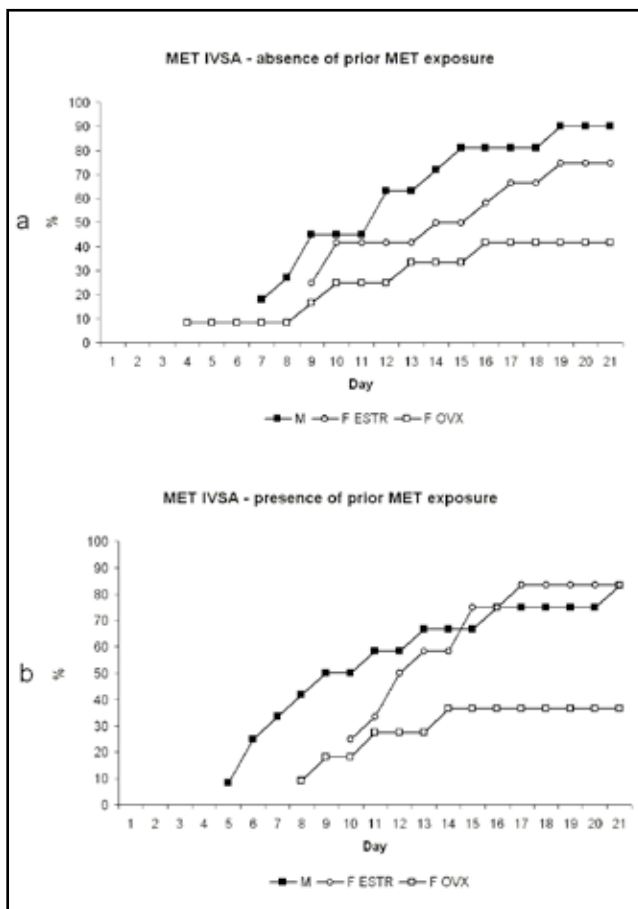 MET IVSA - absence of prior MET exposure
100
90
80
70
60
50
40
30
20
10
0
a
%
1 2 3 4 5 6 7 8 9 10 11 12 13 14 15 16 17 18 19 20 21
Day
M F ESTR F OVX
MET IVSA - presence of prior MET exposure
100
90
80
70
60
50
40
30
20
10
0
b
%
1 2 3 4 5 6 7 8 9 10 11 12 13 14 15 16 17 18 19 20 21
Day
M F ESTR F OVX